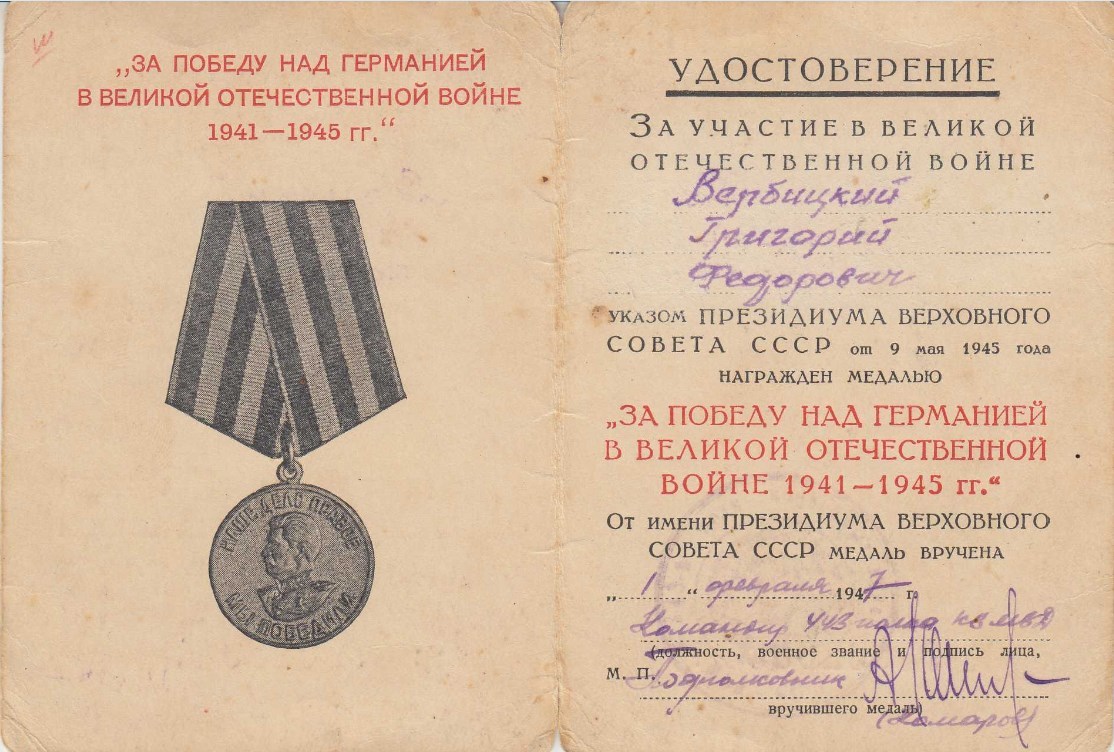 „ЗА ПОБЕДУ НАД ГЕРМАНИЕЙ
В ВЕЛИКОЙ ОТЕЧЕСТВЕННОЙ ВОЙНЕ
1941—1945 гг.“
НАШЕ ДЕЛО ПРАВОЕ
МЫ ПОБЕДИЛИ
УДОСТОВЕРЕНИЕ
ЗА УЧАСТИЕ В ВЕЛИКОЙ
ОТЕЧЕСТВЕННОЙ ВОЙНЕ
Вербицкий
Григорий
Федорович
УКАЗОМ ПРЕЗИДИУМА ВЕРХОВНОГО
СОВЕТА СССР от 9 мая 1945 года
НАГРАЖДЕН МЕДАЛЬЮ
„ЗА ПОБЕДУ НАД ГЕРМАНИЕЙ
В ВЕЛИКОЙ ОТЕЧЕСТВЕННОЙ
ВОЙНЕ 1941—1945 гг.“
ОТ ИМЕНИ ПРЕЗИДИУМА ВЕРХОВНОГО
СОВЕТА СССР МЕДАЛЬ ВРУЧЕНА
„1“ февраля 1947 г.
Командир 443 полка кв МВД
(должность, военное звание и подпись лица,
М. П. Подполковник
вручившего медаль)
(Комаров)